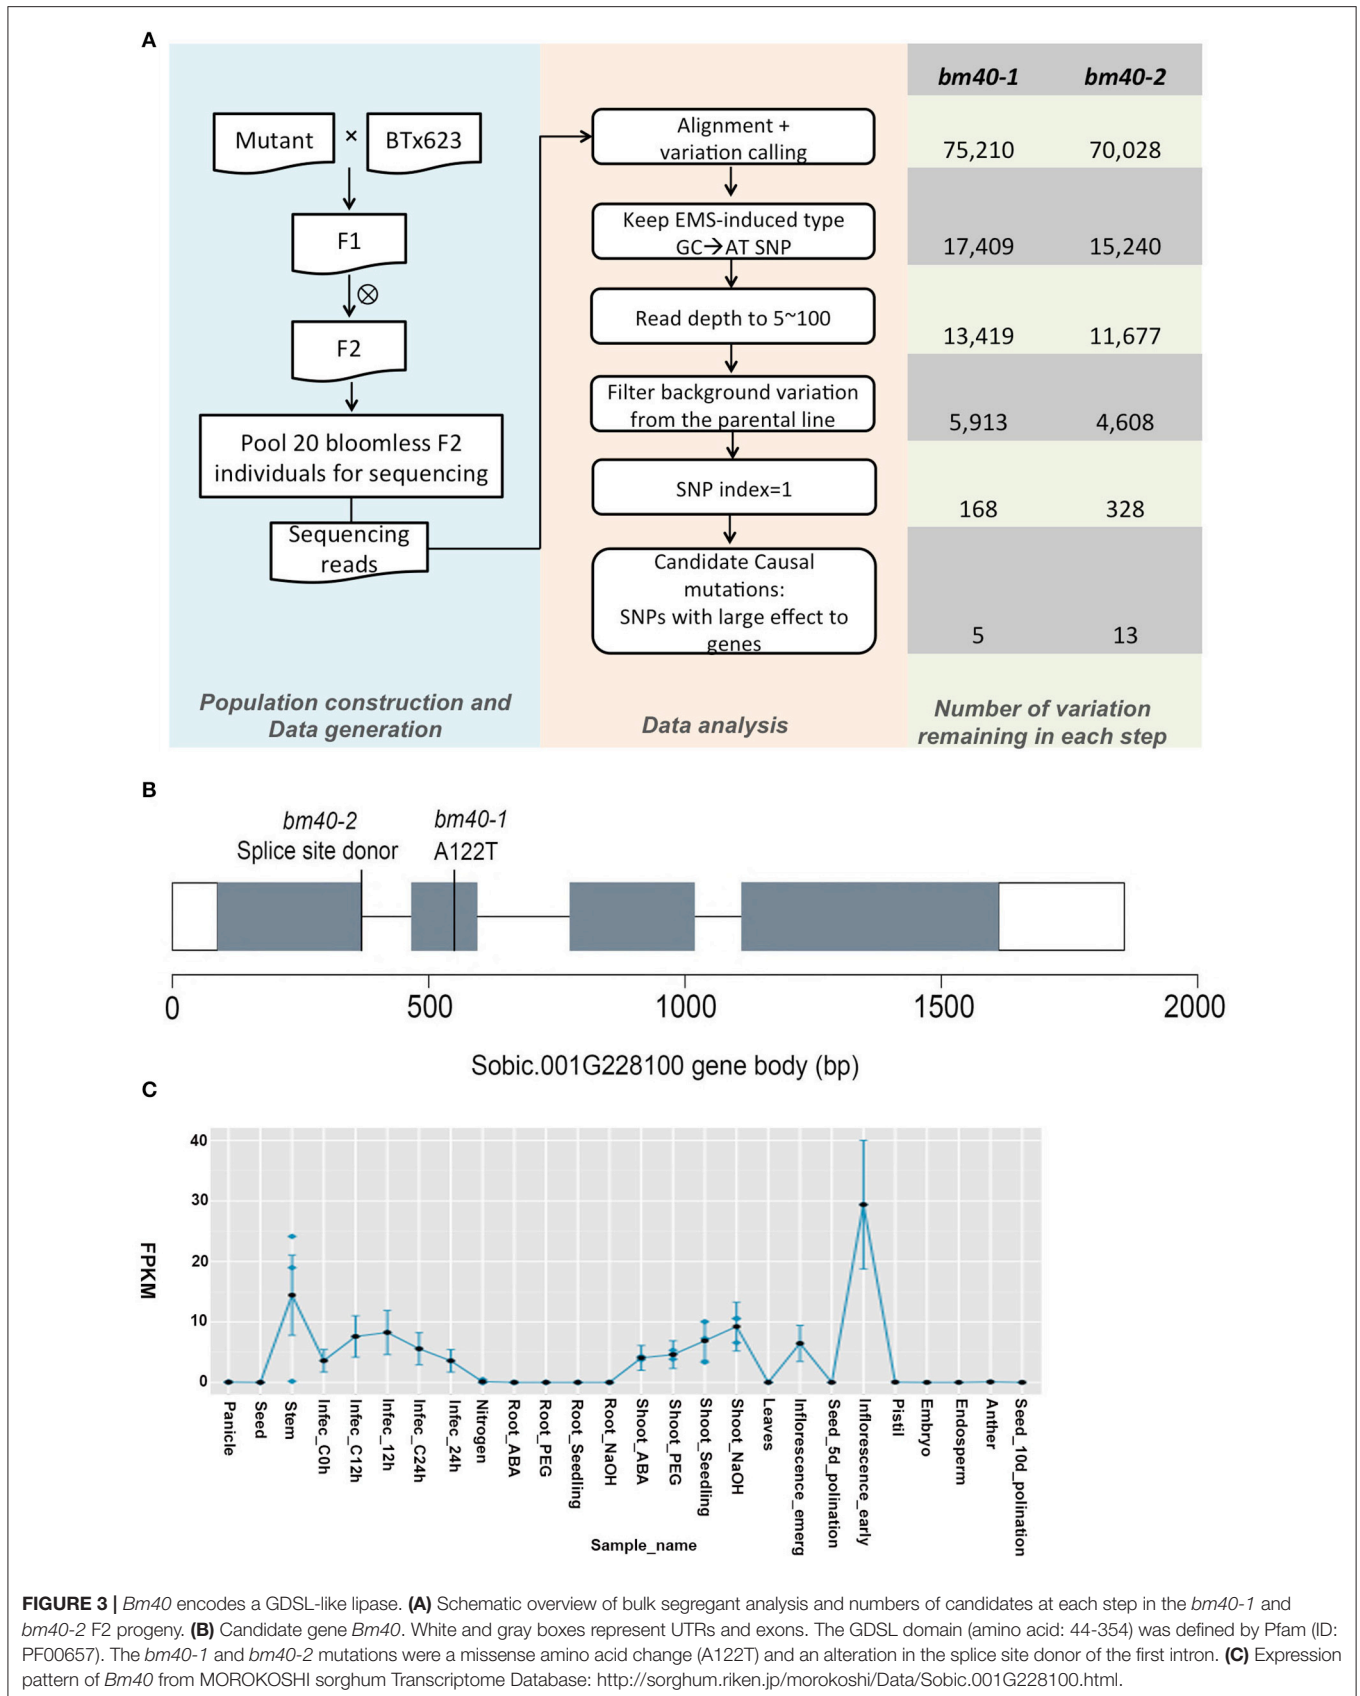 A
bm40-1 bm40-2
Mutant × BTx623
F1
F2
Pool 20 bloomless F2
individuals for sequencing
Sequencing
reads
Population construction and
Data generation
Alignment +
variation calling
Keep EMS-induced type
GC→AT SNP
Read depth to 5~100
Filter background variation
from the parental line
SNP index=1
Candidate Causal
mutations:
SNPs with large effect to
genes
Data analysis
75,210 70,028
17,409 15,240
13,419 11,677
5,913 4,608
168 328
5 13
Number of variation
remaining in each step
B
bm40-2
Splice site donor
bm40-1
A122T
0 500 1000 1500 2000
Sobic.001G228100 gene body (bp)
C
FPKM
40
30
20
10
0
Panicle
Seed
Stem
Infec_C0h
Infec_C12h
Infec_12h
Infec_C24h
Infec_24h
Nitrogen
Root_ABA
Root_PEG
Root_Seedling
Root_NaOH
Shoot_ABA
Shoot_PEG
Shoot_Seedling
Shoot_NaOH
Leaves
Inflorescence_emerg
Seed_5d_polination
Inflorescence_early
Pistil
Embryo
Endosperm
Anther
Seed_10d_polination
Sample_name
FIGURE 3 | Bm40 encodes a GDSL-like lipase. (A) Schematic overview of bulk segregant analysis and numbers of candidates at each step in the bm40-1 and
bm40-2 F2 progeny. (B) Candidate gene Bm40. White and gray boxes represent UTRs and exons. The GDSL domain (amino acid: 44-354) was defined by Pfam (ID:
PF00657). The bm40-1 and bm40-2 mutations were a missense amino acid change (A122T) and an alteration in the splice site donor of the first intron. (C) Expression
pattern of Bm40 from MOROKOSHI sorghum Transcriptome Database: http://sorghum.riken.jp/morokoshi/Data/Sobic.001G228100.html.